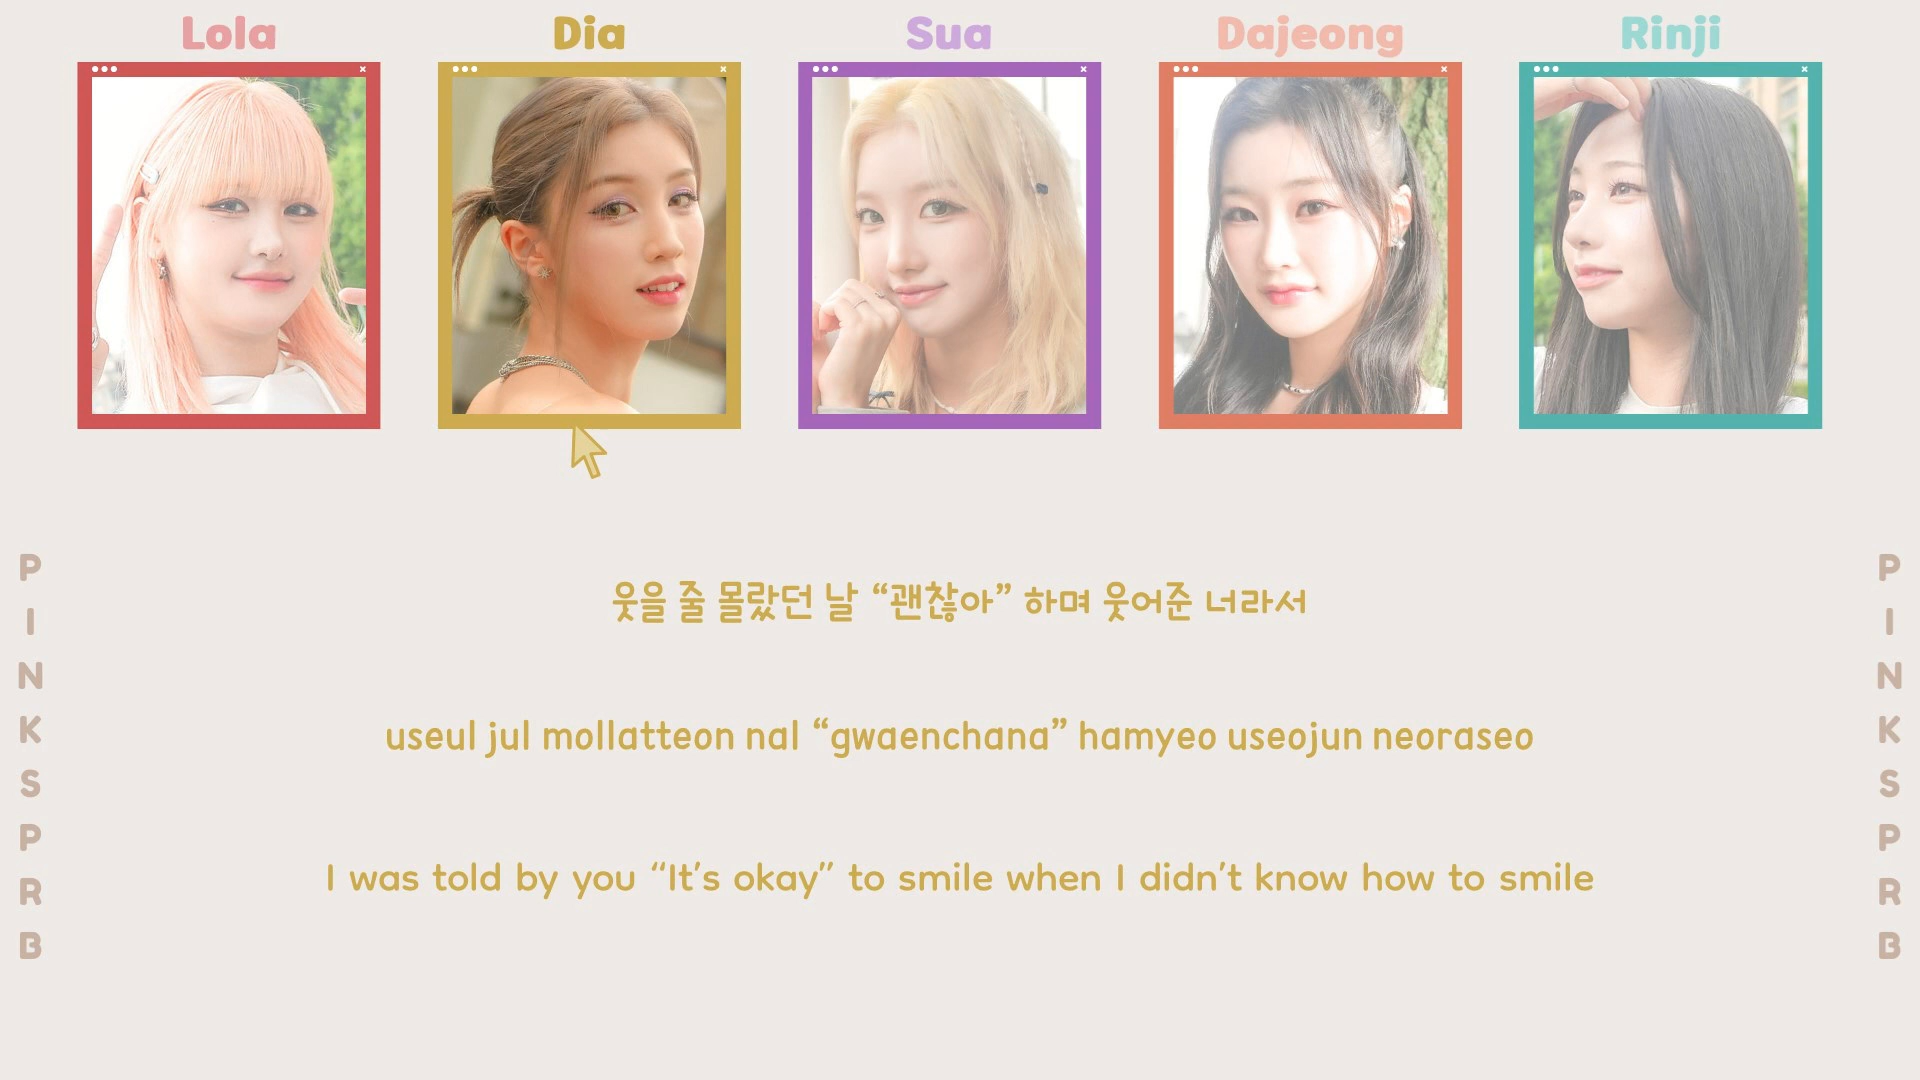 Lola
Dia
Sua
Dajeong
Rinji
웃을 줄 몰랐던 날 “괜찮아” 하며 웃어준 너라서
useul jul mollatteon nal “gwaenchana” hamyeo useojun neoraseo
I was told by you “It’s okay” to smile when I didn’t know how to smile
PINKSPRB
PINKSPRB